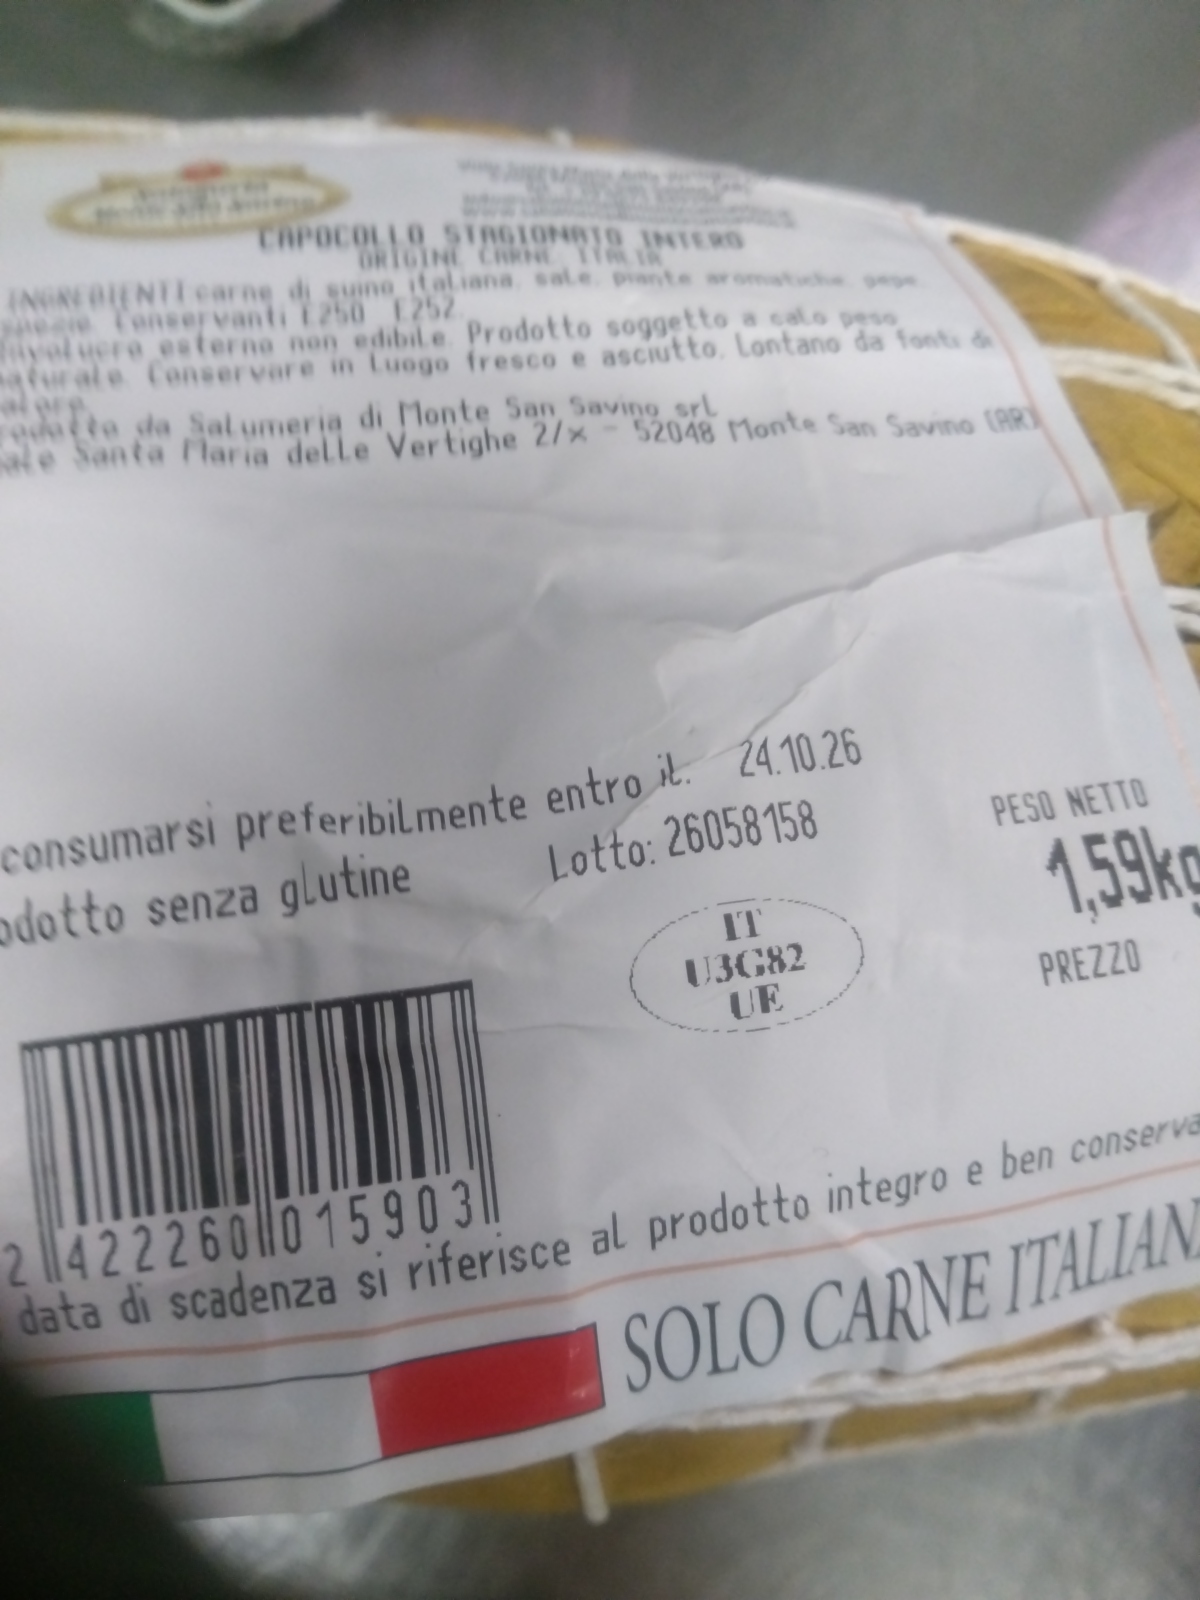 CAPOCOLLO STAGIONATO INTERO
ORIGINE CARNE ITALIA
INGREDIENTI carne di suino italiana, sale, piante aromatiche, pepe,
spezie. Conservanti E250 E252.
involucro esterno non edibile. Prodotto soggetto a calo peso
naturale. Conservare in Luogo fresco e asciutto. Lontano da fonti di
alore.
rodotto da Salumeria di Monte San Savino srl
ale Santa Maria delle Vertighe 2/x - 52048 Monte San Savino (AR)
consumarsi preferibilmente entro il. 24.10.26
odotto senza glutine
Lotto: 26058158
PESO NETTO
1,59kg
IT
U3G82
UE
PREZZO
2 422260 015903
data di scadenza si riferisce al prodotto integro e ben conserva
SOLO CARNE ITALIAN